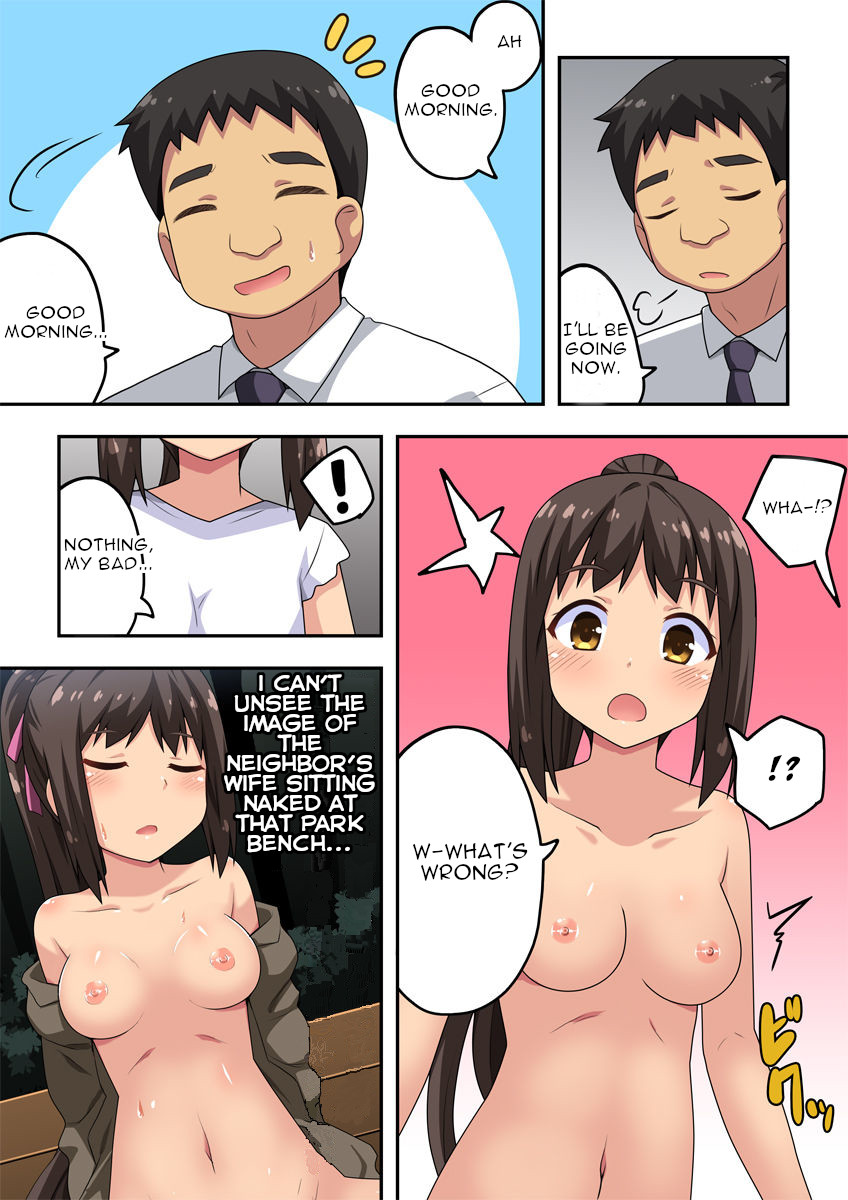 AH
GOOD
MORNING.
GOOD
MORNING...
I'LL BE
GOING
NOW.
WHA-!?
!
NOTHING,
MY BAD...
!?
W-WHAT'S
WRONG?
ビクッ
I CAN'T
UNSEE THE
IMAGE OF
THE
NEIGHBOR'S
WIFE SITTING
NAKED AT
THAT PARK
BENCH...